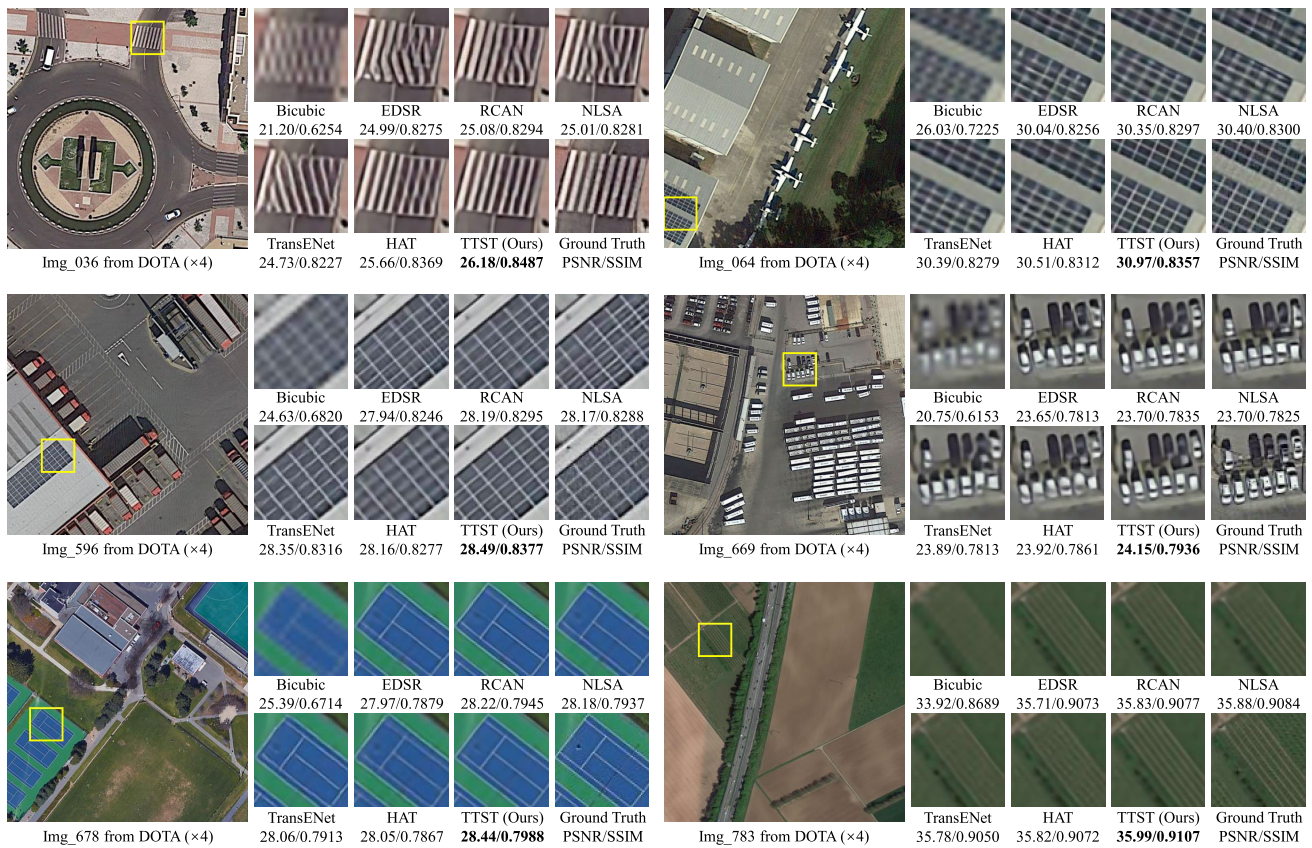 Bicubic EDSR RCAN NLSA
21.20/0.6254 24.99/0.8275 25.08/0.8294 25.01/0.8281
TransENet HAT TTST (Ours) Ground Truth
Img_036 from DOTA (×4) 24.73/0.8227 25.66/0.8369 26.18/0.8487 PSNR/SSIM
Bicubic EDSR RCAN NLSA
26.03/0.7225 30.04/0.8256 30.35/0.8297 30.40/0.8300
TransENet HAT TTST (Ours) Ground Truth
Img_064 from DOTA (×4) 30.39/0.8279 30.51/0.8312 30.97/0.8357 PSNR/SSIM
Bicubic EDSR RCAN NLSA
24.63/0.6820 27.94/0.8246 28.19/0.8295 28.17/0.8288
TransENet HAT TTST (Ours) Ground Truth
Img_596 from DOTA (×4) 28.35/0.8316 28.16/0.8277 28.49/0.8377 PSNR/SSIM
Bicubic EDSR RCAN NLSA
20.75/0.6153 23.65/0.7813 23.70/0.7835 23.70/0.7825
TransENet HAT TTST (Ours) Ground Truth
Img_669 from DOTA (×4) 23.89/0.7813 23.92/0.7861 24.15/0.7936 PSNR/SSIM
Bicubic EDSR RCAN NLSA
25.39/0.6714 27.97/0.7879 28.22/0.7945 28.18/0.7937
TransENet HAT TTST (Ours) Ground Truth
Img_678 from DOTA (×4) 28.06/0.7913 28.05/0.7867 28.44/0.7988 PSNR/SSIM
Bicubic EDSR RCAN NLSA
33.92/0.8689 35.71/0.9073 35.83/0.9077 35.88/0.9084
TransENet HAT TTST (Ours) Ground Truth
Img_783 from DOTA (×4) 35.78/0.9050 35.82/0.9072 35.99/0.9107 PSNR/SSIM